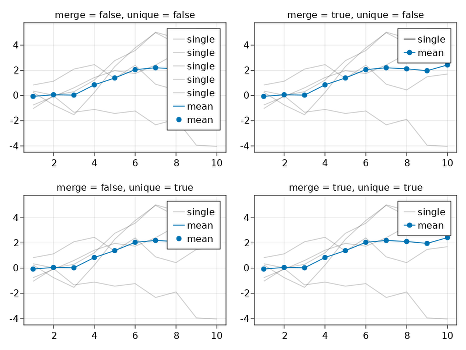 merge = false, unique = false
merge = true, unique = false
single
single
single
single
single
mean
mean
single
mean
4
2
0
-2
-4
2
4
6
8
10
4
2
0
-2
-4
2
4
6
8
10
merge = false, unique = true
merge = true, unique = true
single
mean
single
mean
4
2
0
-2
-4
2
4
6
8
10
4
2
0
-2
-4
2
4
6
8
10